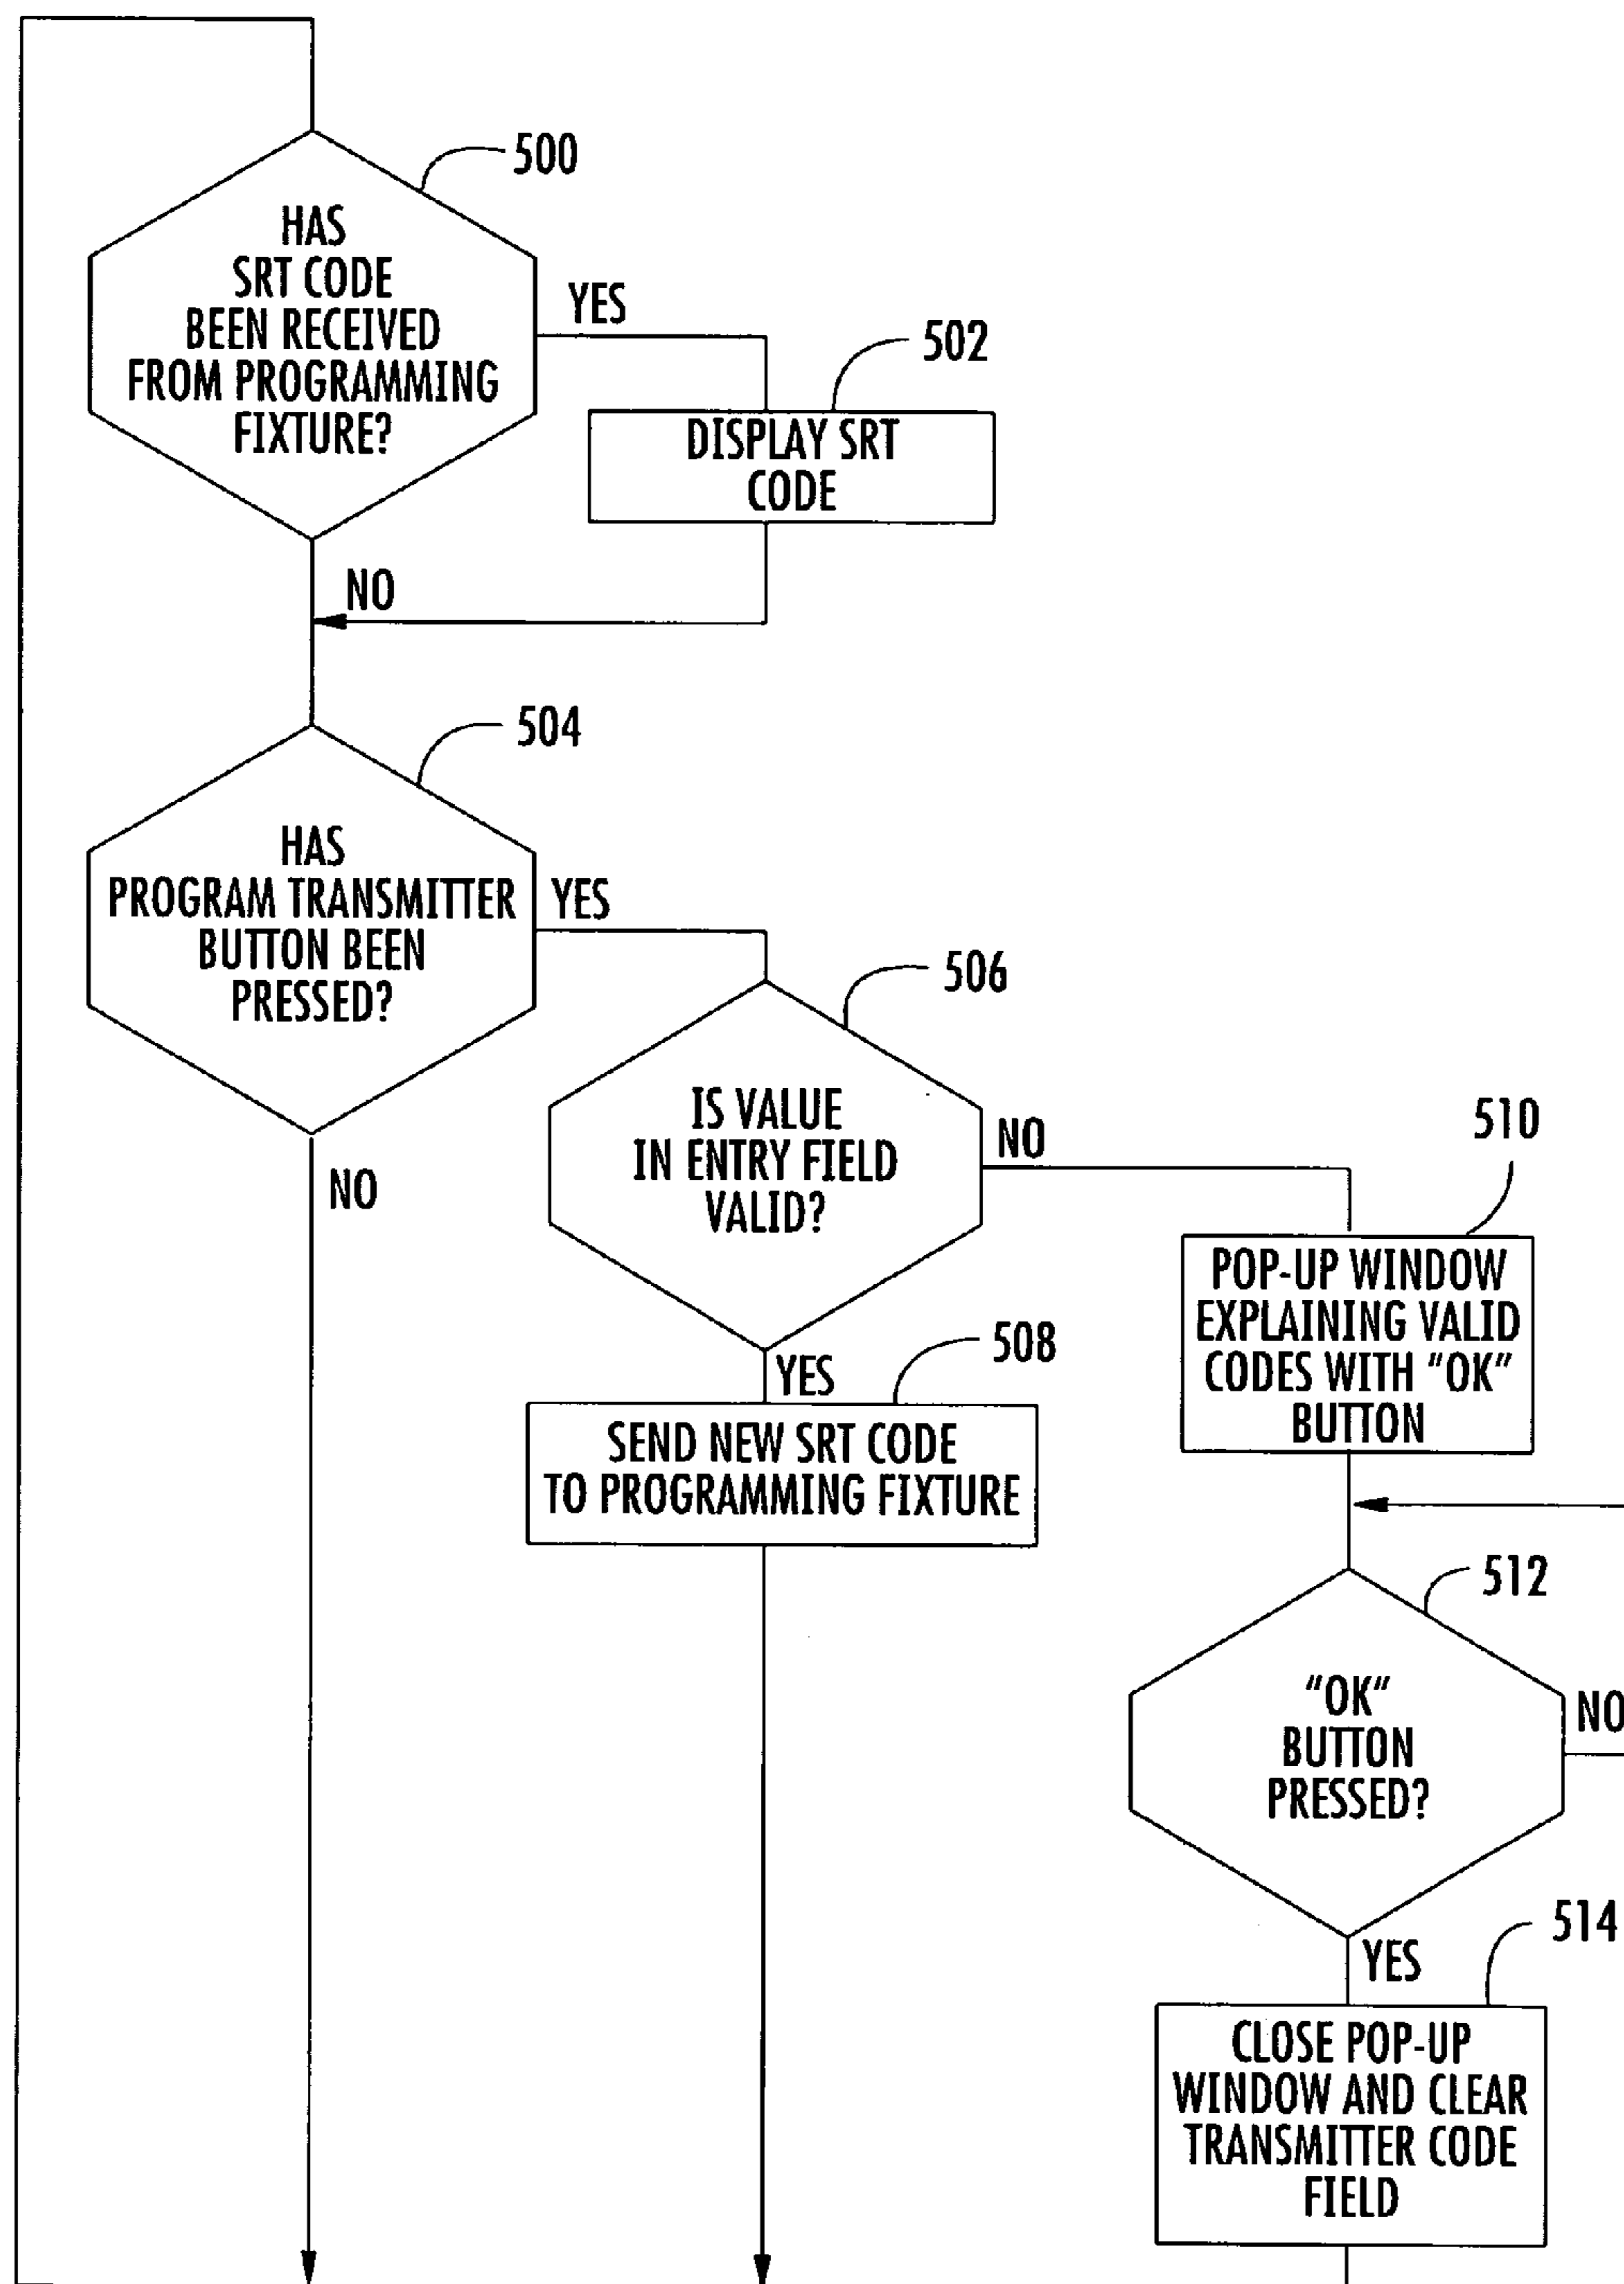 500
HAS
SRT CODE
BEEN RECEIVED
FROM PROGRAMMING
FIXTURE?
YES
502
DISPLAY SRT
CODE
NO
504
HAS
PROGRAM TRANSMITTER
BUTTON BEEN
PRESSED?
YES
NO
506
IS VALUE
IN ENTRY FIELD
VALID?
NO
YES
508
SEND NEW SRT CODE
TO PROGRAMMING FIXTURE
510
POP-UP WINDOW
EXPLAINING VALID
CODES WITH "OK"
BUTTON
512
"OK"
BUTTON
PRESSED?
NO
YES
514
CLOSE POP-UP
WINDOW AND CLEAR
TRANSMITTER CODE
FIELD